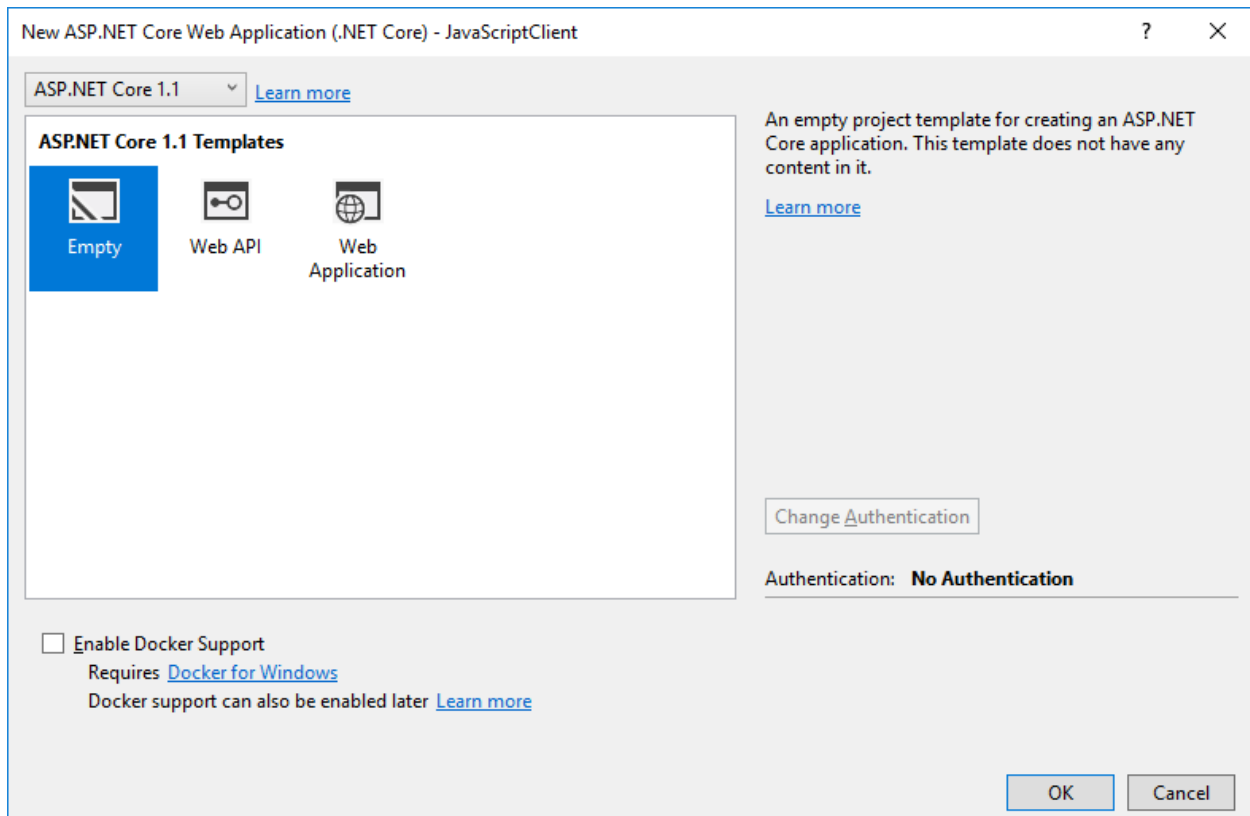 New ASP.NET Core Web Application (.NET Core) - JavaScriptClient
?
ASP.NET Core 1.1
Learn more
ASP.NET Core 1.1 Templates
Empty
Web API
Web
Application
An empty project template for creating an ASP.NET
Core application. This template does not have any
content in it.
Learn more
Change Authentication
Authentication: No Authentication
Enable Docker Support
Requires Docker for Windows
Docker support can also be enabled later Learn more
OK
Cancel